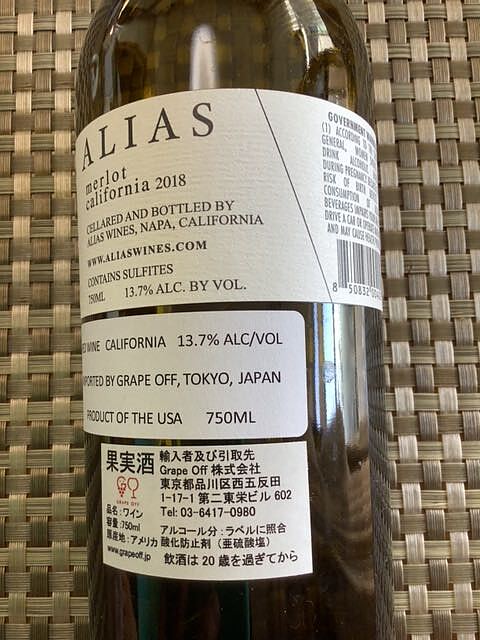 ALIAS
merlot
california 2018
CELLARED AND BOTTLED BY
ALIAS WINES, NAPA, CALIFORNIA
WWW.ALIASWINES.COM
CONTAINS SULFITES
750ML 13.7% ALC. BY VOL.
GOVERNMENT
(1) ACCORDING TO
GENERAL, WOMEN
DRINK ALCOHOLIC
DURING PREGNANCY
RISK OF BIRTH
CONSUMPTION OF
BEVERAGES IMPAIRS YOUR
DRIVE A CAR OR OPERATE
AND MAY CAUSE HEALTH
8 50832
WINE CALIFORNIA 13.7% ALC/VOL
BY GRAPE OFF, TOKYO, JAPAN
PRODUCT OF THE USA 750ML
果実酒
GRAPE OFF
品名:ワイン
容量:750ml
原産地:アメリカ
www.grapeoff.jp
輸入者及び引取先
Grape Off 株式会社
東京都品川区西五反田
1-17-1 第二東栄ビル 602
Tel: 03-6417-0980
アルコール分:ラベルに照合
酸化防止剤(亜硫酸塩)
飲酒は20歳を過ぎてから